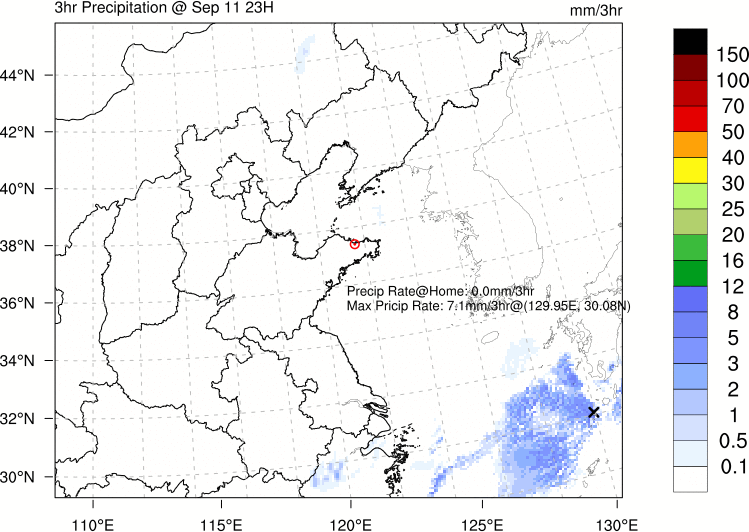 3hr Precipitation @ Sep 11 23H
mm/3hr
44°N
42°N
40°N
38°N
36°N
34°N
32°N
30°N
110°E
115°E
120°E
125°E
130°E
Precip Rate@Home: 0.0mm/3hr
Max Pricip Rate: 7.1mm/3hr@(129.95E, 30.08N)
150
100
70
50
40
30
25
20
16
12
8
5
3
2
1
0.5
0.1